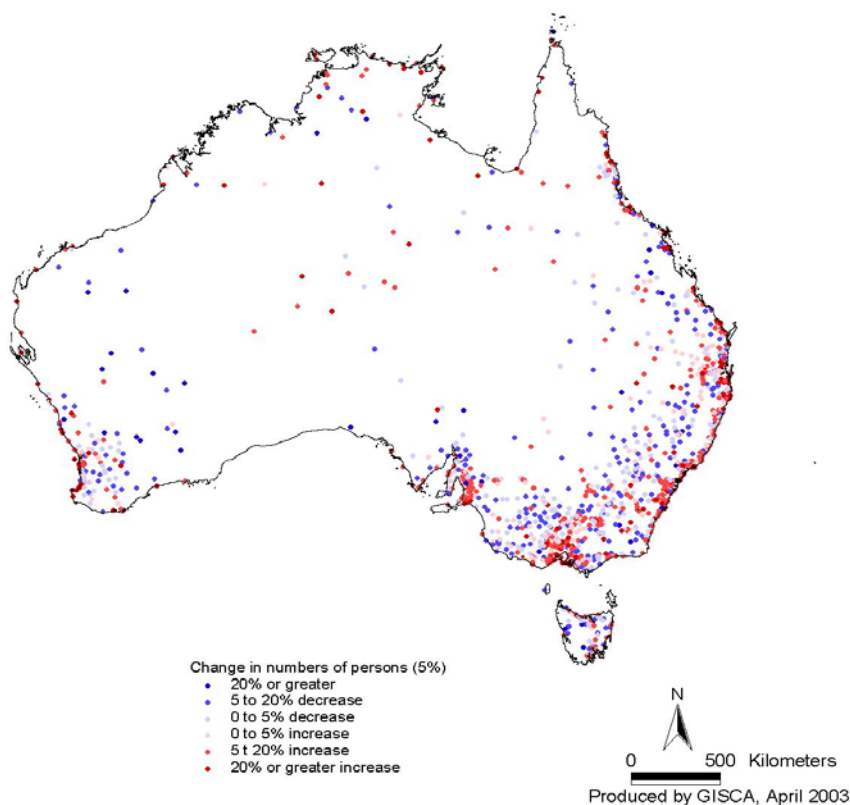 Change in numbers of persons (5%)
20% or greater
5 to 20% decrease
0 to 5% decrease
0 to 5% increase
5 t 20% increase
20% or greater increase
N
0 500 Kilometers
Produced by GISCA, April 2003